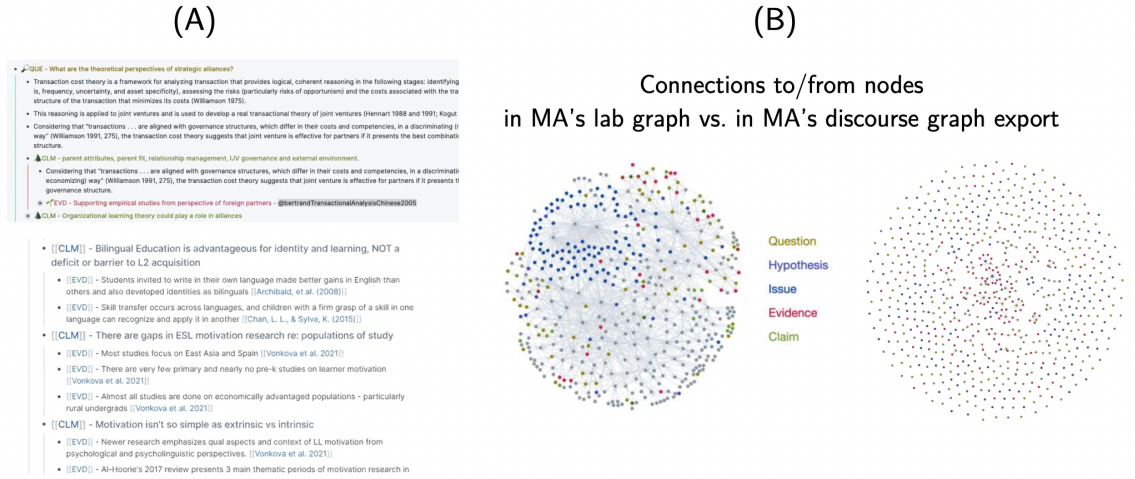 (A)
QUE - What are the theoretical perspectives of strategic alliances?
Transaction cost theory is a framework for analyzing transaction that provides logical, coherent reasoning in the following stages: identifying
is, frequency, uncertainty, and asset specificity), assessing the risks (particularly risks of opportunism) and the costs associated with the tra
structure of the transaction that minimizes its costs (Williamson 1975).
This reasoning is applied to joint ventures and is used to develop a real transactional theory of joint ventures (Hennart 1988 and 1991; Kogut
Considering that "transactions . . . are aligned with governance structures, which differ in their costs and competencies, in a discriminating (
way" (Williamson 1991, 275), the transaction cost theory suggests that joint venture is effective for partners if it presents the best combinatio
structure.
CLM - parent attributes, parent fit, relationship management, IJV governance and external environment.
Considering that "transactions . . . are aligned with governance structures, which differ in their costs and competencies, in a discriminati
economizing) way" (Williamson 1991, 275), the transaction cost theory suggests that joint venture is effective for partners if it presents th
governance structure.
EVD - Supporting empirical studies from perspective of foreign partners - @bertrandTransactionalAnalysisChinese2005
CLM - Organizational learning theory could play a role in alliances
[[CLM]] - Bilingual Education is advantageous for identity and learning, NOT a
deficit or barrier to L2 acquisition
[[EVD]] - Students invited to write in their own language made better gains in English than
others and also developed identities as bilinguals [[Archibald, et al. (2008)]]
[[EVD]] - Skill transfer occurs across languages, and children with a firm grasp of a skill in one
language can recognize and apply it in another [[Chan, L. L., & Sylva, K. (2015)]]
[[CLM]] - There are gaps in ESL motivation research re: populations of study
[[EVD]] - Most studies focus on East Asia and Spain [[Vonkova et al. 2021]]
[[EVD]] - There are very few primary and nearly no pre-k studies on learner motivation
[[Vonkova et al. 2021]]
[[EVD]] - Almost all studies are done on economically advantaged populations - particularly
rural undergrads [[Vonkova et al. 2021]]
[[CLM]] - Motivation isn't so simple as extrinsic vs intrinsic
[[EVD]] - Newer research emphasizes qual aspects and context of LL motivation from
psychological and psycholinguistic perspectives. [[Vonkova et al. 2021]]
[[EVD]] - Al-Hoorie's 2017 review presents 3 main thematic periods of motivation research in
(B)
Connections to/from nodes
in MA's lab graph vs. in MA's discourse graph export
Question
Hypothesis
Issue
Evidence
Claim